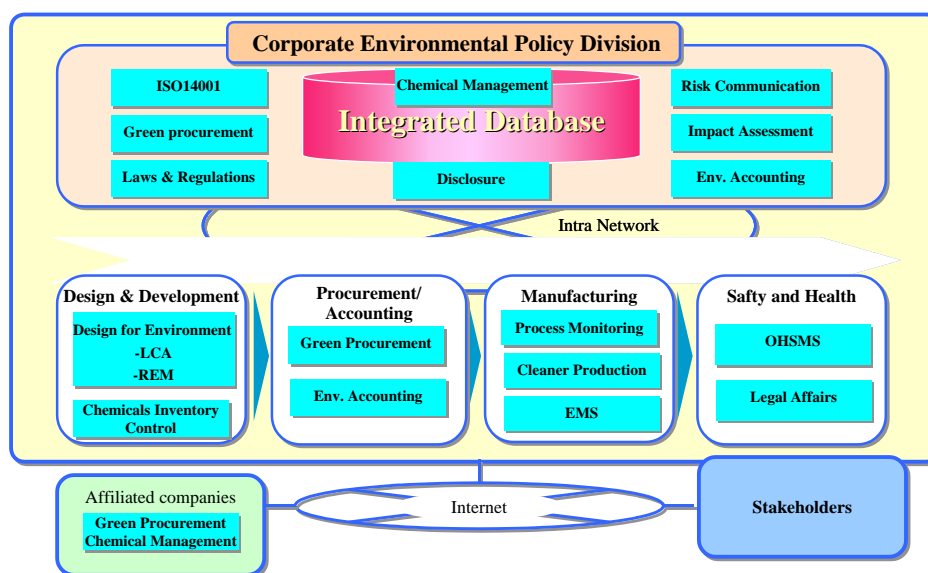 Corporate Environmental Policy Division
ISO14001
Chemical Management
Risk Communication
Green procurement
Integrated Database
Impact Assessment
Laws & Regulations
Disclosure
Env. Accounting
Intra Network
Design & Development
Design for Environment
-LCA
-REM
Chemicals Inventory
Control
Procurement/
Accounting
Green Procurement
Env. Accounting
Manufacturing
Process Monitoring
Cleaner Production
EMS
Safty and Health
OHSMS
Legal Affairs
Affiliated companies
Green Procurement
Chemical Management
Internet
Stakeholders